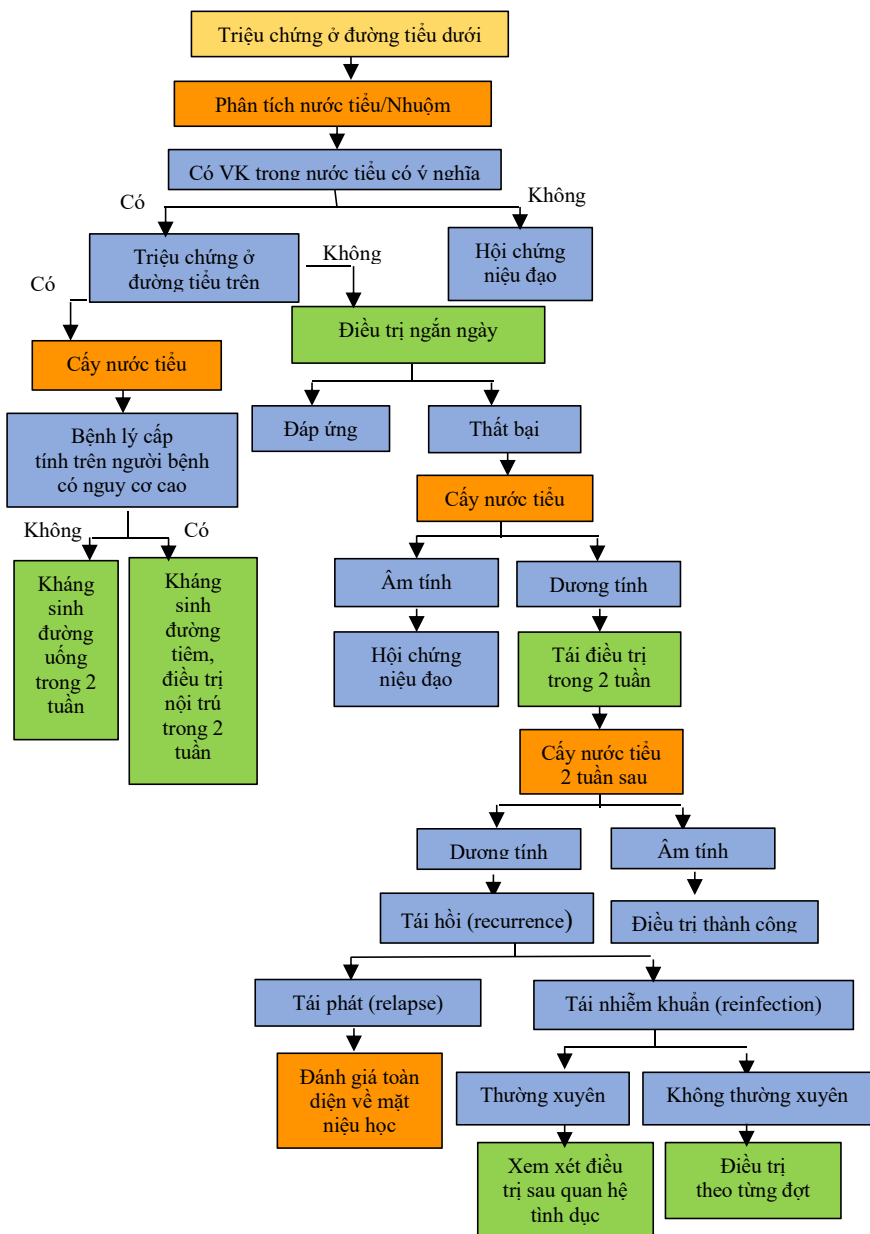 Triệu chứng ở đường tiểu dưới
Phân tích nước tiểu/Nhuộm
Có VK trong nước tiểu có ý nghĩa
Có
Không
Triệu chứng ở
đường tiểu trên
Hội chứng
niệu đạo
Có
Không
Điều trị ngắn ngày
Cấy nước tiểu
Đáp ứng
Thất bại
Bệnh lý cấp
tính trên người bệnh
có nguy cơ cao
Cấy nước tiểu
Không
Có
Kháng
sinh
đường
uống
trong 2
tuần
Kháng
sinh
đường
tiêm,
điều trị
nội trú
trong 2
tuần
Âm tính
Dương tính
Hội chứng
niệu đạo
Tái điều trị
trong 2 tuần
Cấy nước tiểu
2 tuần sau
Dương tính
Âm tính
Tái hồi (recurrence)
Điều trị thành công
Tái phát (relapse)
Tái nhiễm khuẩn (reinfection)
Đánh giá toàn
diện về mặt
niệu học
Thường xuyên
Không thường xuyên
Xem xét điều
trị sau quan hệ
tình dục
Điều trị
theo từng đợt